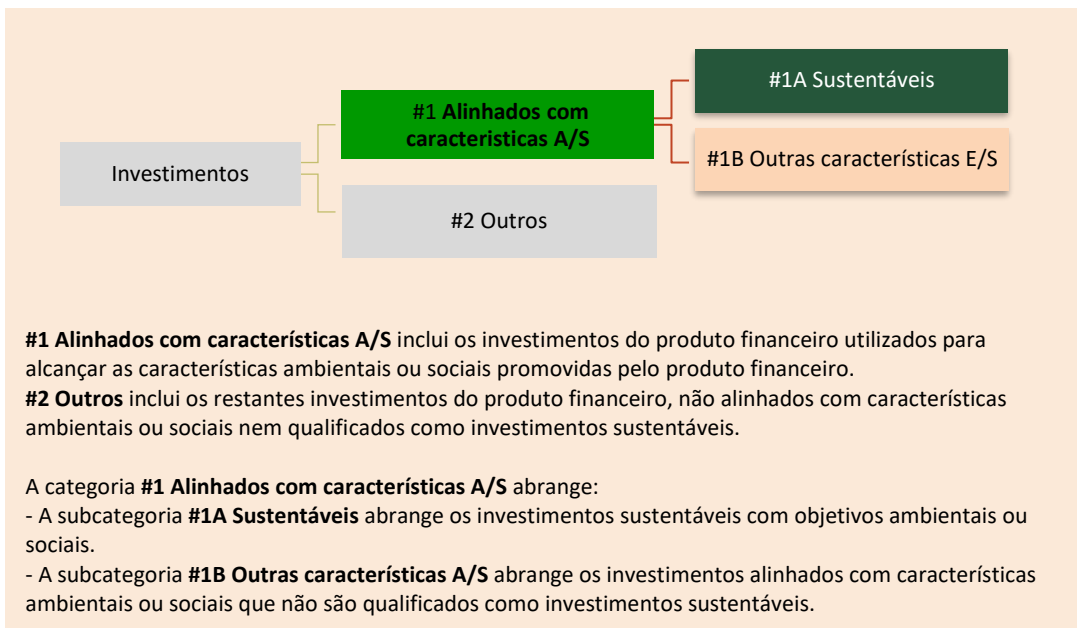 #1A Sustentáveis
#1 Alinhados com
caracteristicas A/S
#1B Outras características E/S
Investimentos
#2 Outros
#1 Alinhados com características A/S inclui os investimentos do produto financeiro utilizados para
alcançar as características ambientais ou sociais promovidas pelo produto financeiro.
#2 Outros inclui os restantes investimentos do produto financeiro, não alinhados com características
ambientais ou sociais nem qualificados como investimentos sustentáveis.
A categoria #1 Alinhados com características A/S abrange:
- A subcategoria #1A Sustentáveis abrange os investimentos sustentáveis com objetivos ambientais ou
sociais.
- A subcategoria #1B Outras características A/S abrange os investimentos alinhados com características
ambientais ou sociais que não são qualificados como investimentos sustentáveis.